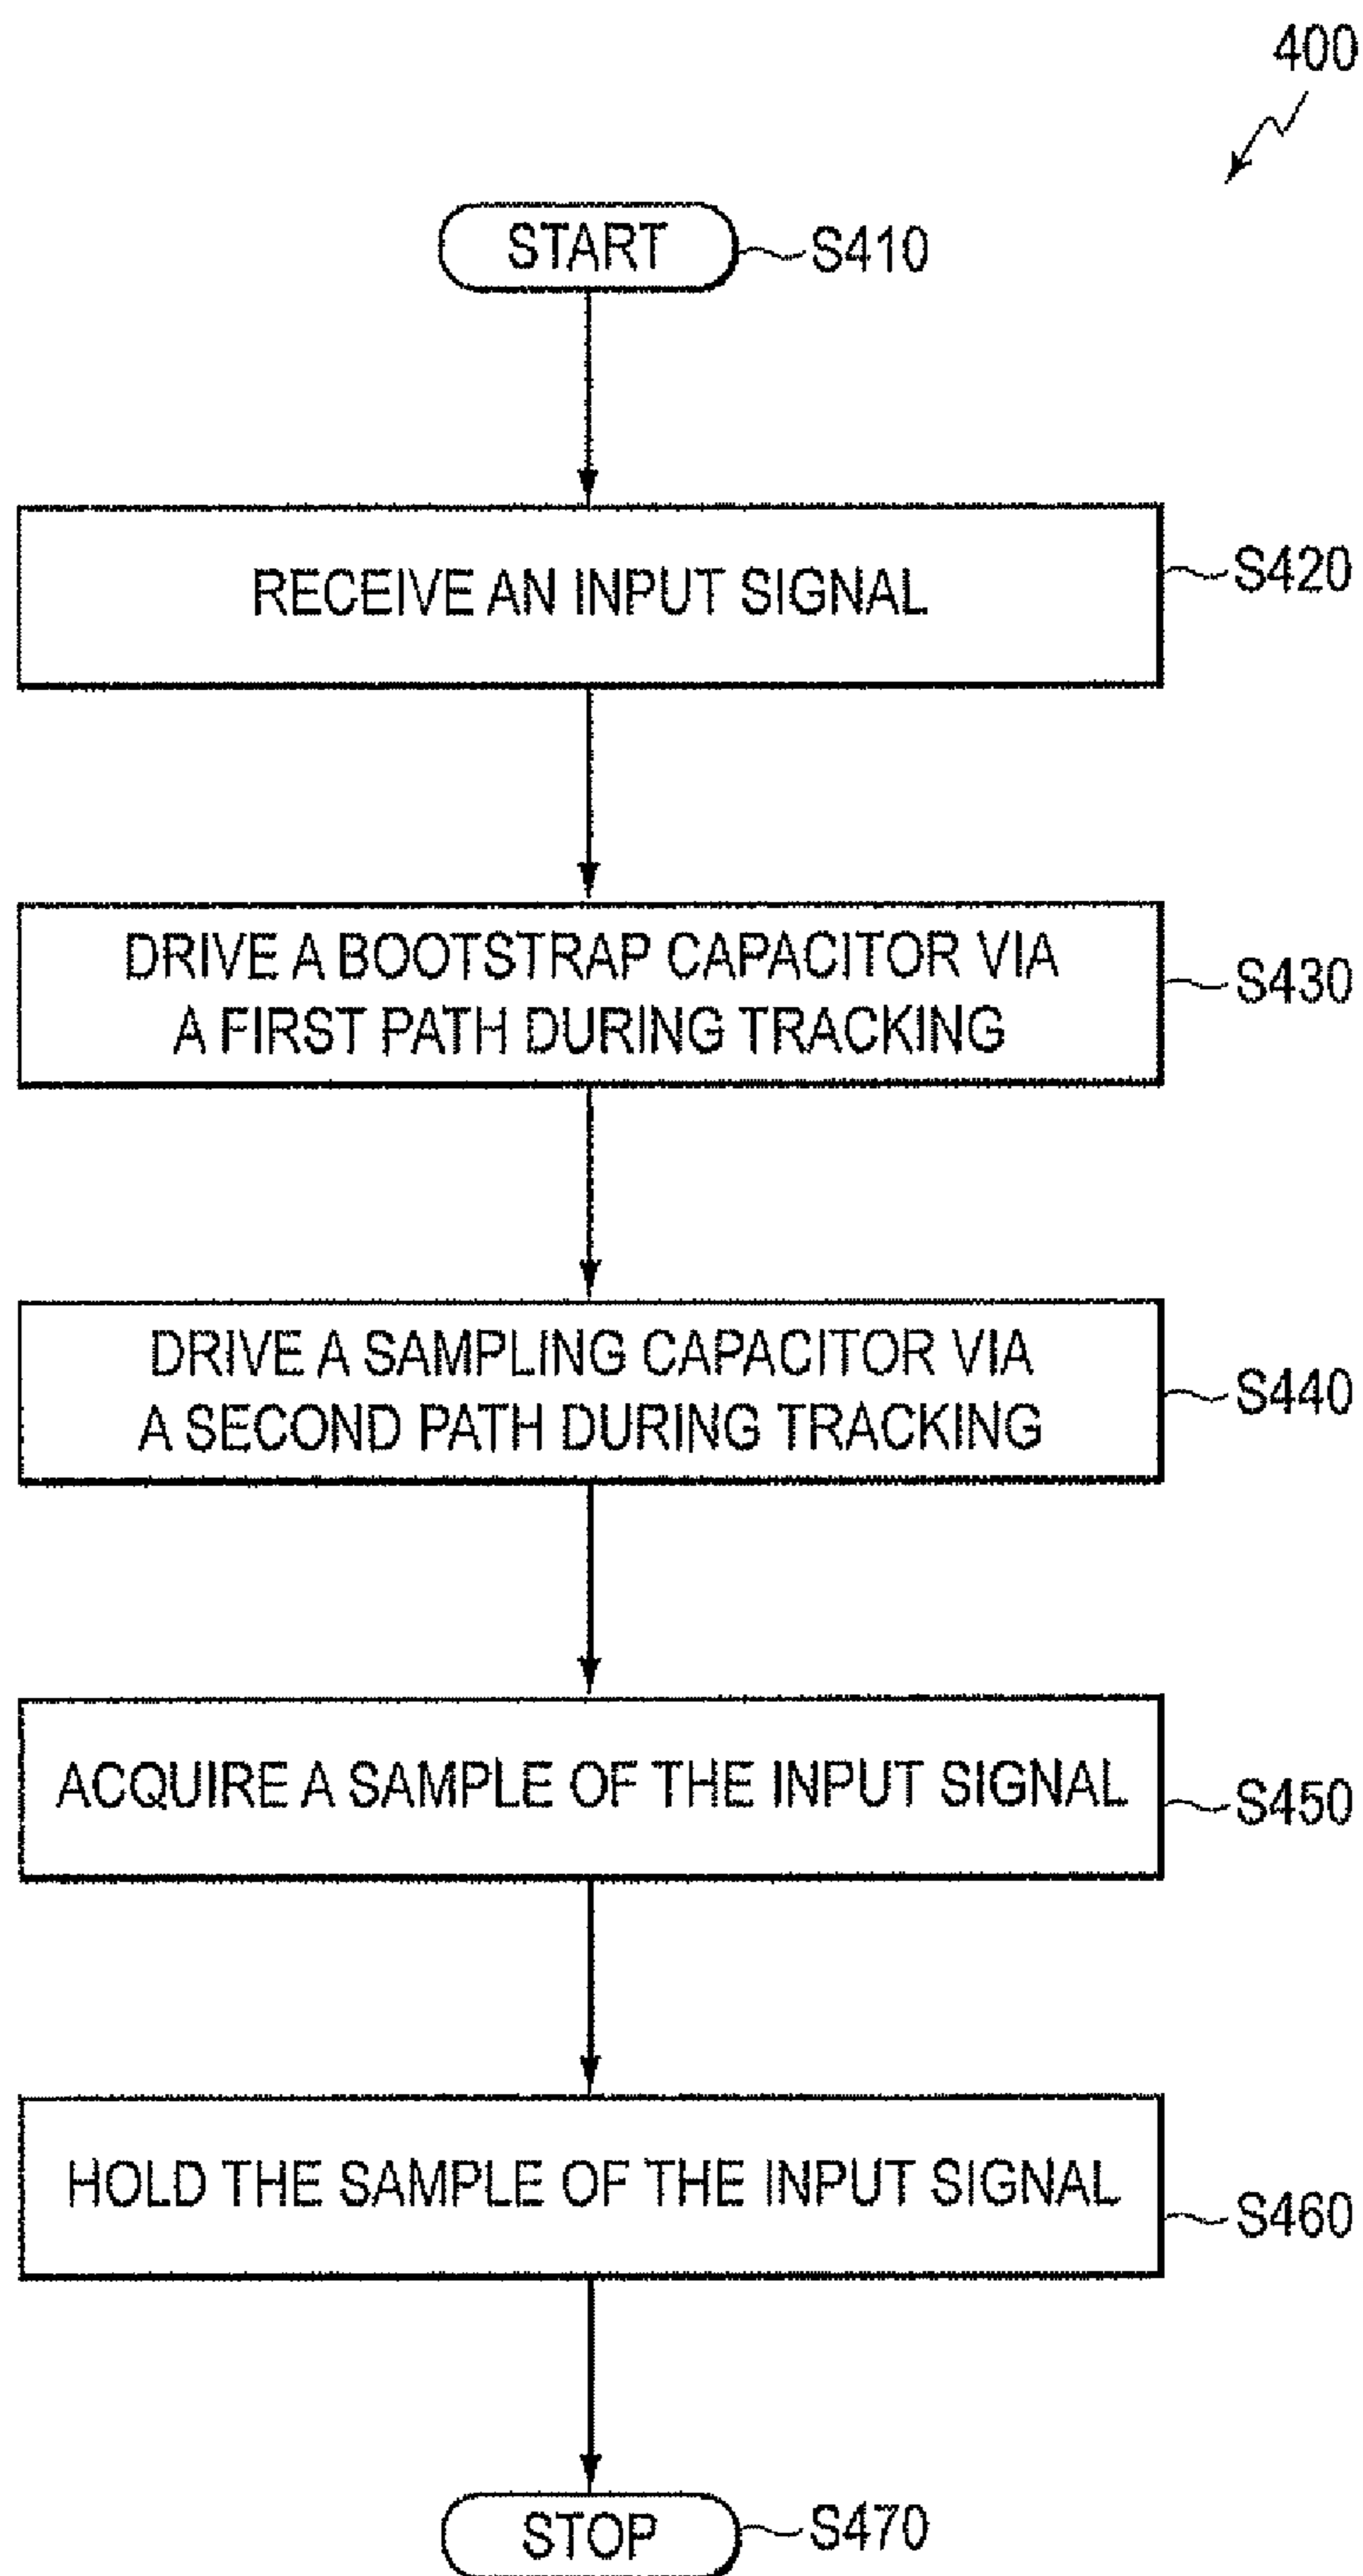 400
START
S410
RECEIVE AN INPUT SIGNAL
S420
DRIVE A BOOTSTRAP CAPACITOR VIA
A FIRST PATH DURING TRACKING
S430
DRIVE A SAMPLING CAPACITOR VIA
A SECOND PATH DURING TRACKING
S440
ACQUIRE A SAMPLE OF THE INPUT SIGNAL
S450
HOLD THE SAMPLE OF THE INPUT SIGNAL
S460
STOP
S470